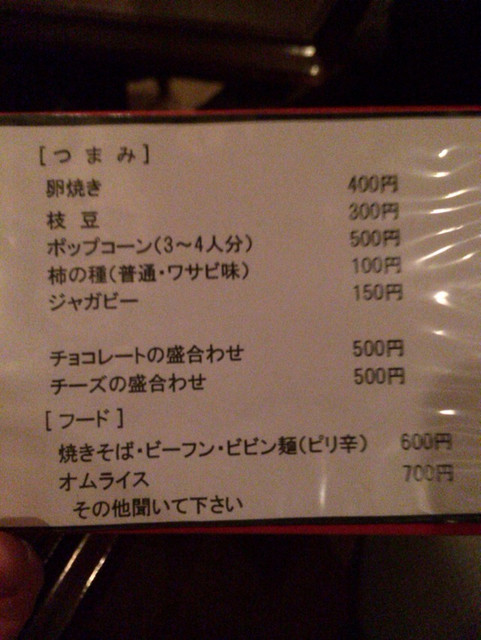 [つまみ]
卵焼き 400円
枝豆 300円
ポップコーン(3〜4人分) 500円
柿の種(普通・ワサビ味) 100円
ジャガビー 150円
チョコレートの盛合わせ 500円
チーズの盛合わせ 500円
[フード]
焼きそば・ビーフン・ビビン麺(ピリ辛) 600円
オムライス 700円
その他聞いて下さい